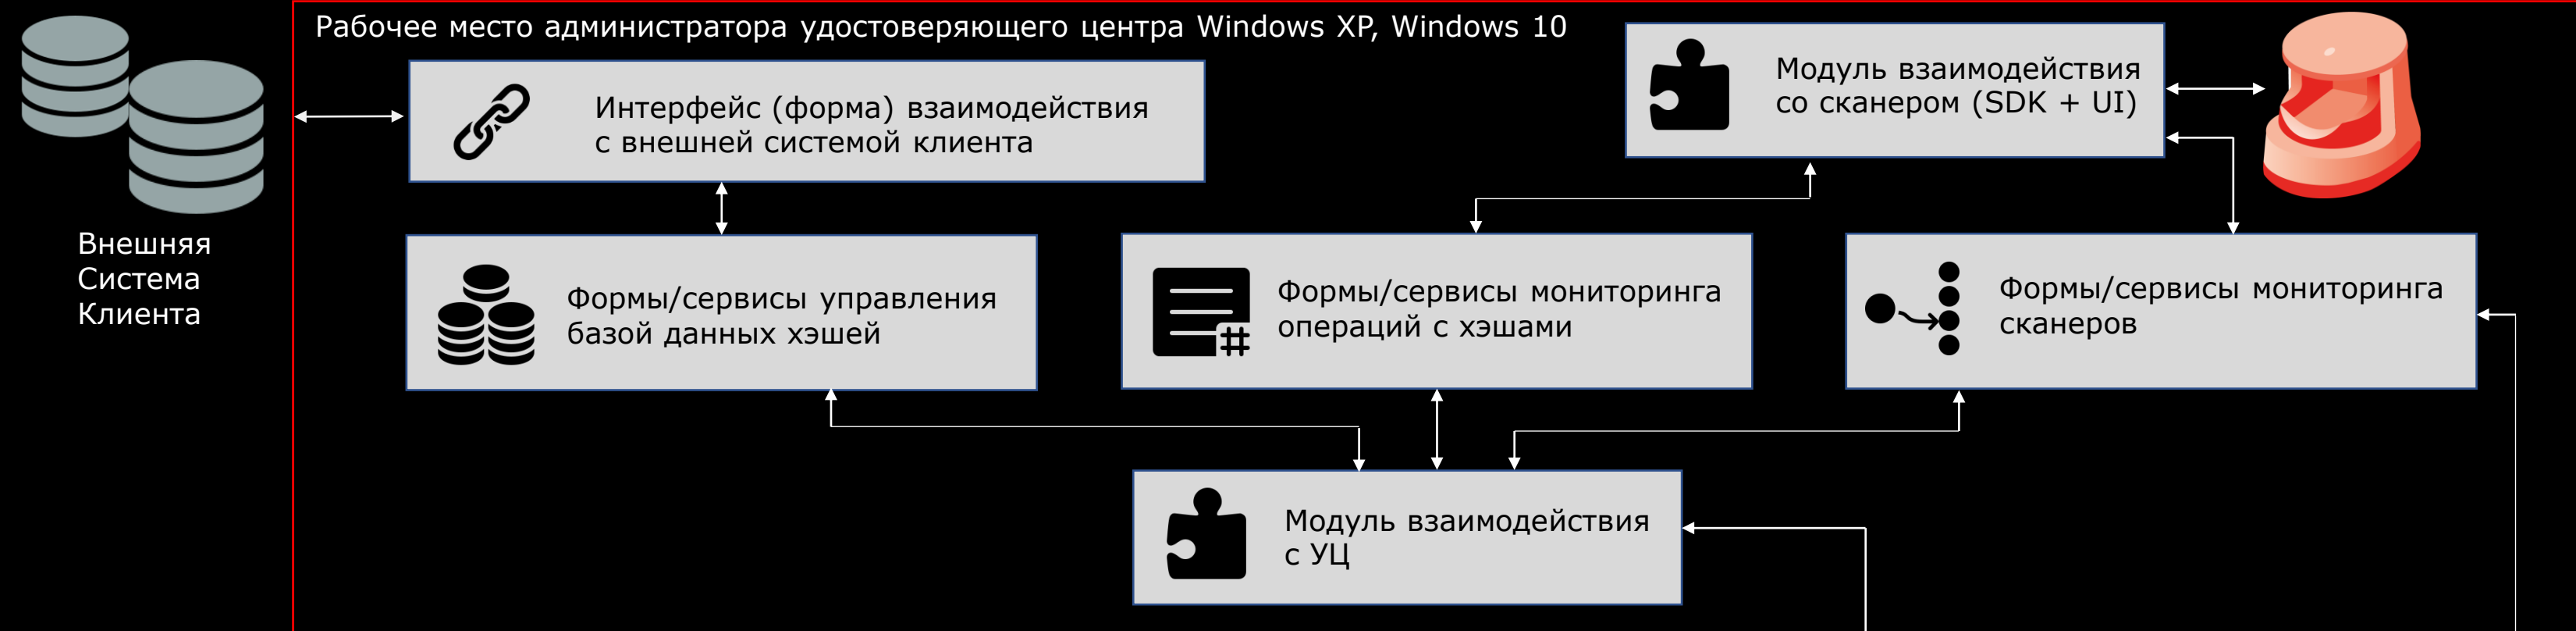 Рабочее место администратора удостоверяющего центра Windows XP, Windows 10
Модуль взаимодействия
со сканером (SDK + UI)
Интерфейс (форма) взаимодействия
с внешней системой клиента
Внешняя
Система
Клиента
Формы/сервисы управления
базой данных хэшей
Формы/сервисы мониторинга
операций с хэшами
Формы/сервисы мониторинга
сканеров
Модуль взаимодействия
с УЦ